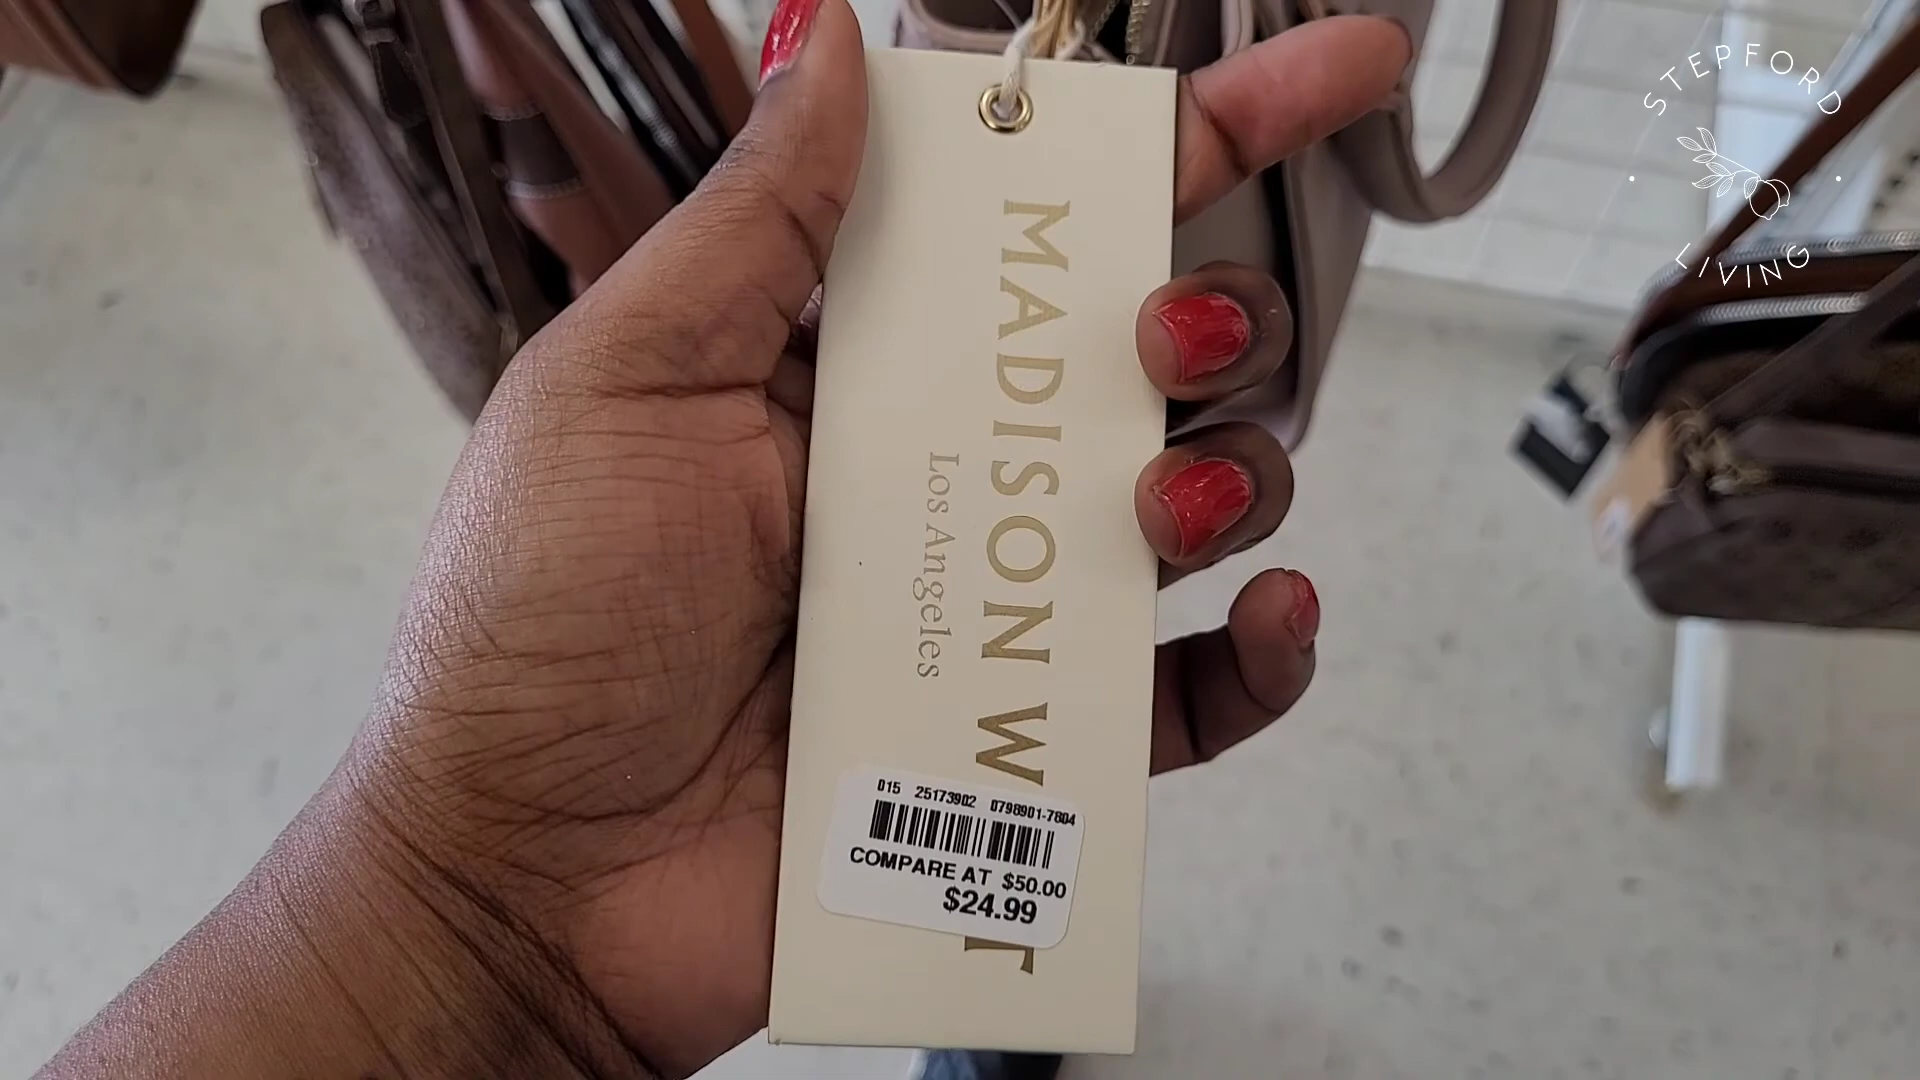 STEPFORD
LIVING
MADISON W T
Los Angeles
015 25173902 0798901-7804
COMPARE AT $50.00
$24.99